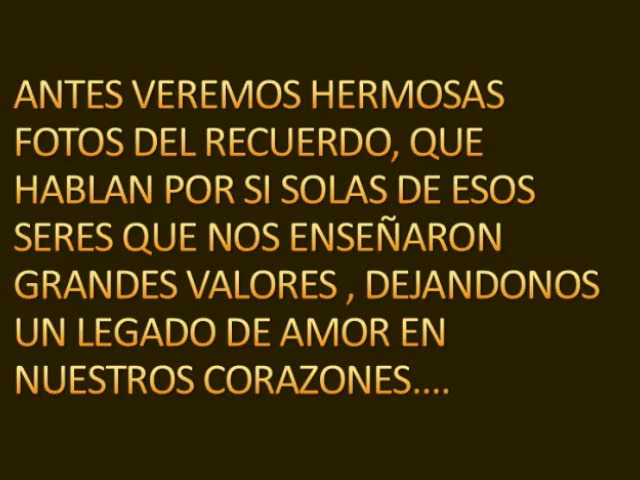 ANTES VEREMOS HERMOSAS
FOTOS DEL RECUERDO, QUE
HABLAN POR SI SOLAS DE ESOS
SERES QUE NOS ENSEÑARON
GRANDES VALORES , DEJANDONOS
UN LEGADO DE AMOR EN
NUESTROS CORAZONES....